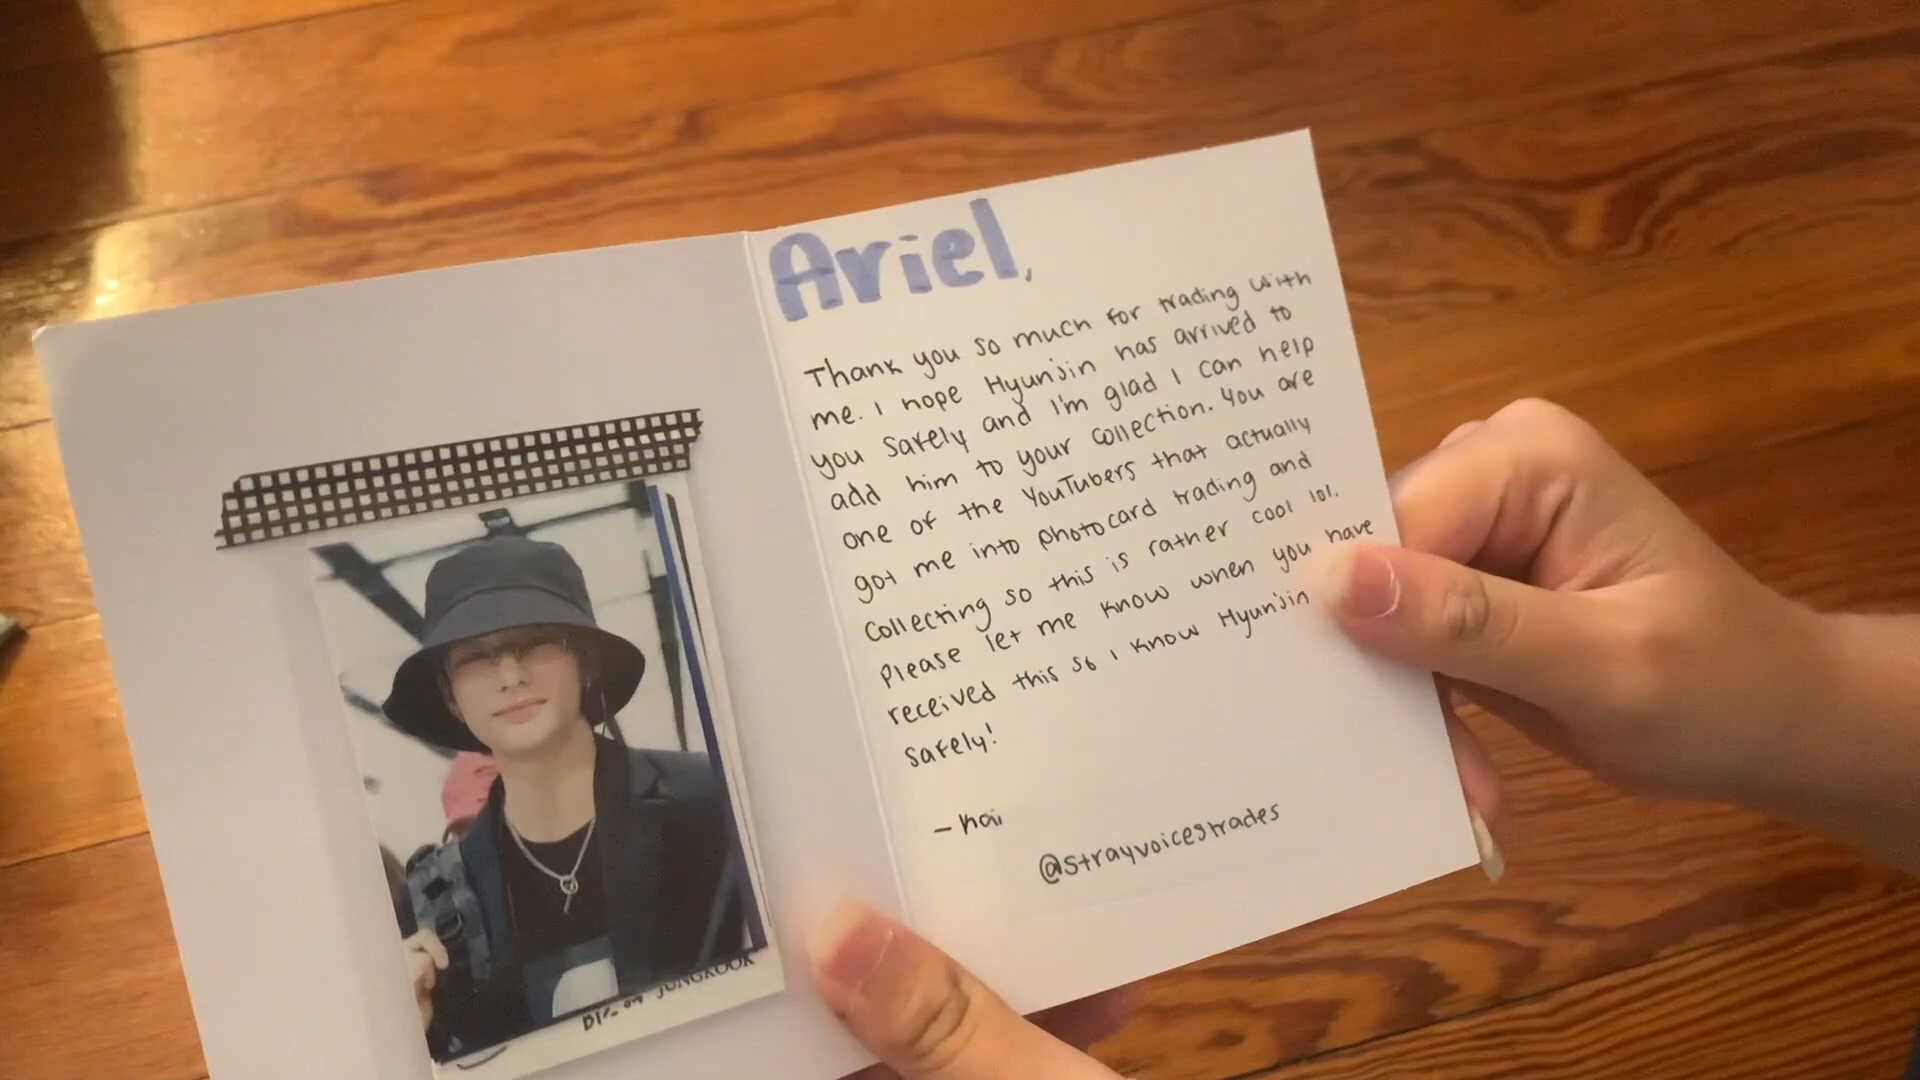 Ariel,
Thank you so much for trading with
me. I hope Hyunjin has arrived to
you safely and I'm glad I can help
add him to your collection. You are
one of the YouTubers that actually
got me into photocard trading and
collecting so this is rather cool lol.
Please let me know when you have
received this so I know Hyunjin
safely!
- Kai
@strayvoicestrades
JUNGKOOK